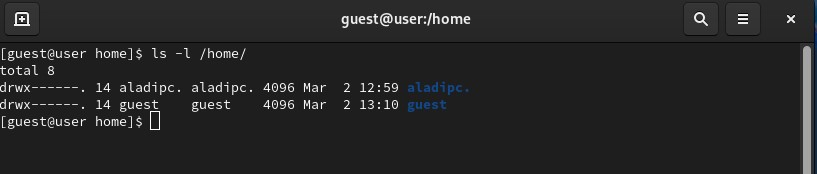 guest@user:/home
[guest@user home]$ ls -l /home/
total 8
drwx------. 14 aladipc. aladipc. 4096 Mar  2 12:59 aladipc.
drwx------. 14 guest    guest    4096 Mar  2 13:10 guest
[guest@user home]$